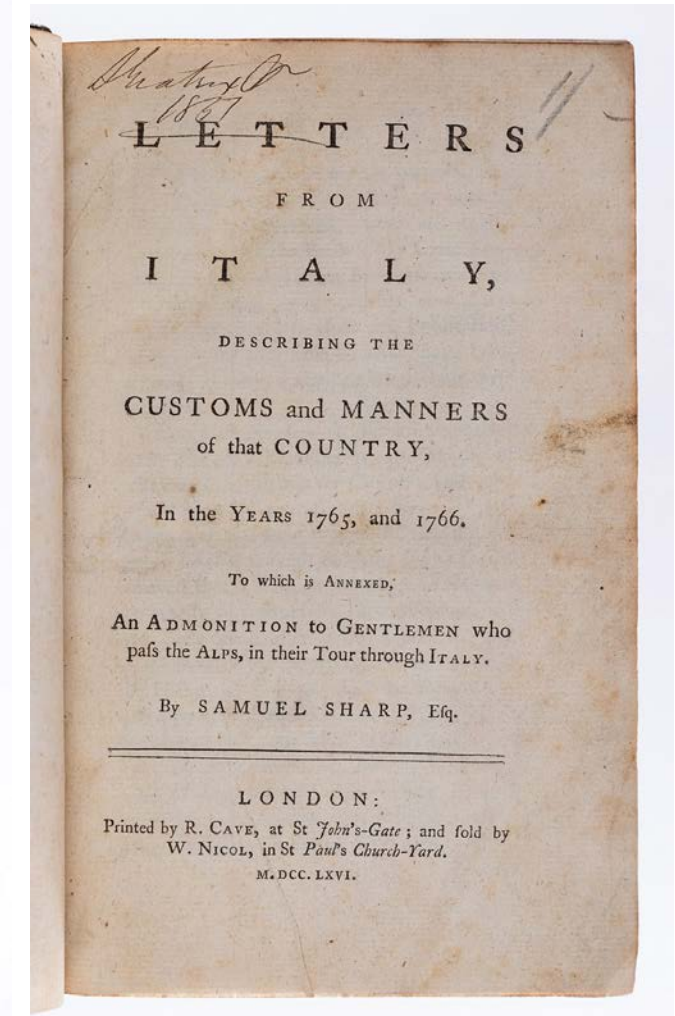 1857
LETTERS
FROM
ITALY,
DESCRIBING THE
CUSTOMS and MANNERS
of that COUNTRY,
In the YEARS 1765, and 1766.
To which is ANNEXED,
An ADMONITION to GENTLEMEN who
paſs the ALPS, in their Tour through ITALY.
By SAMUEL SHARP, Eſq.
LONDON:
Printed by R. CAVE, at St John's-Gate; and ſold by
W. NICOL, in St Paul's Church-Yard.
M.DCC.LXVI.